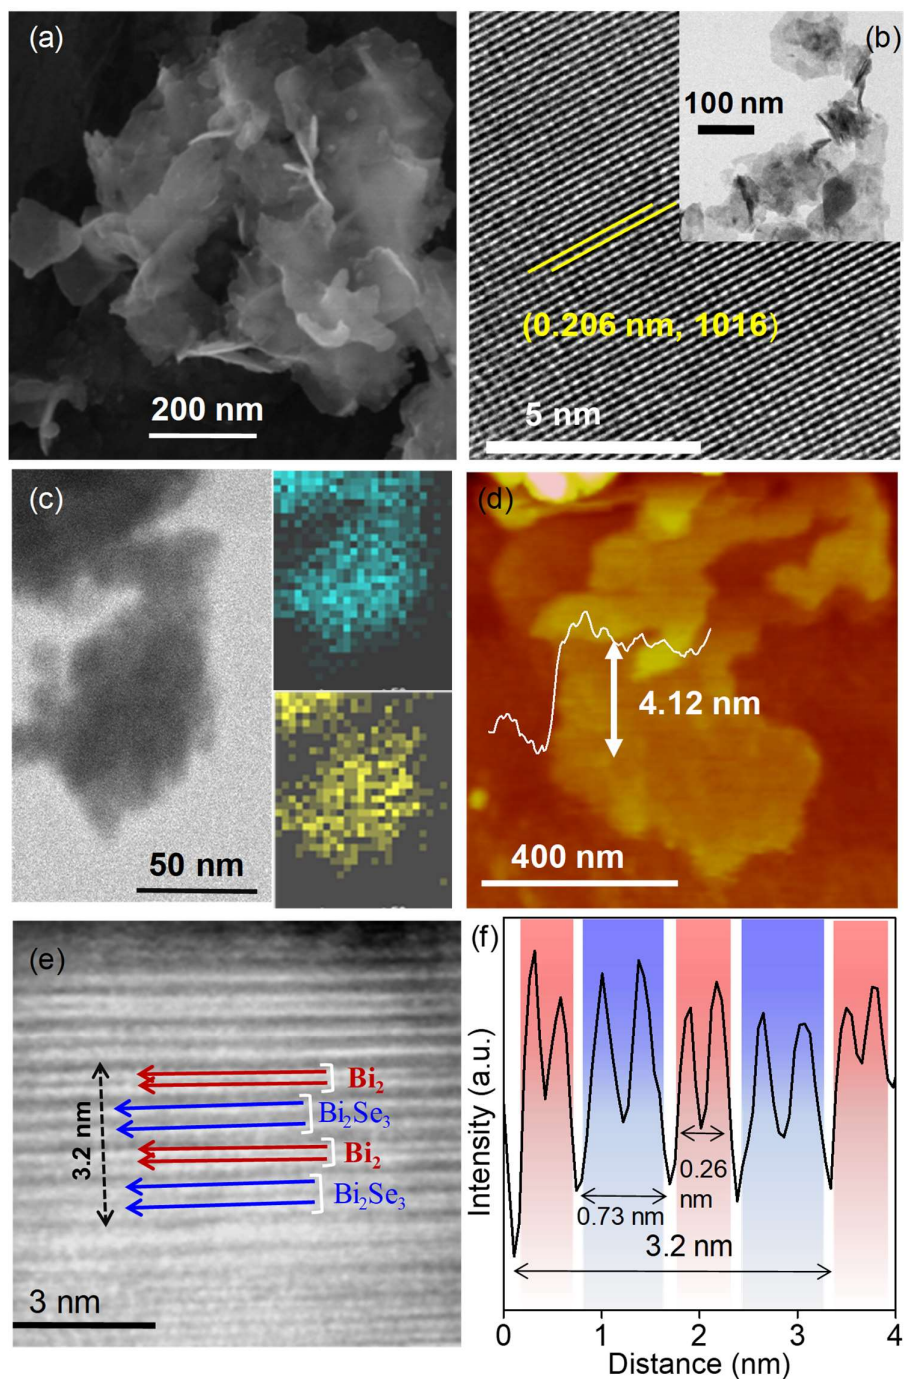 (a)
200 nm
(b)
100 nm
(0.206 nm, 1016)
5 nm
(c)
50 nm
(d)
4.12 nm
400 nm
(e)
Bi₂
Bi₂Se₃
Bi₂
Bi₂Se₃
3.2 nm
3 nm
(f)
Intensity (a.u.)
0.26
nm
0.73 nm
3.2 nm
0 1 2 3 4
Distance (nm)